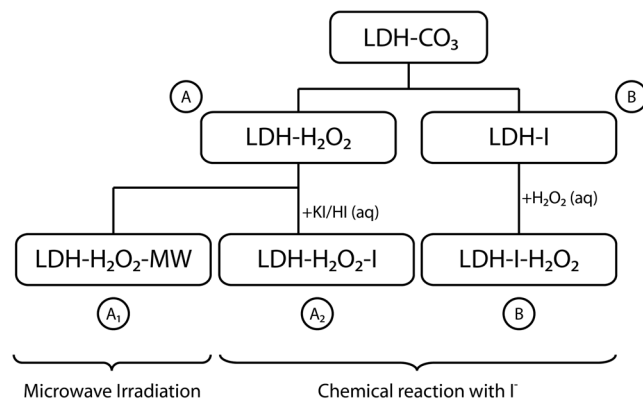 LDH-CO₃
A
B
LDH-H₂O₂
LDH-I
+KI/HI (aq)
+H₂O₂ (aq)
LDH-H₂O₂-MW
LDH-H₂O₂-I
LDH-I-H₂O₂
A₁
A₂
B
Microwave Irradiation
Chemical reaction with I⁻